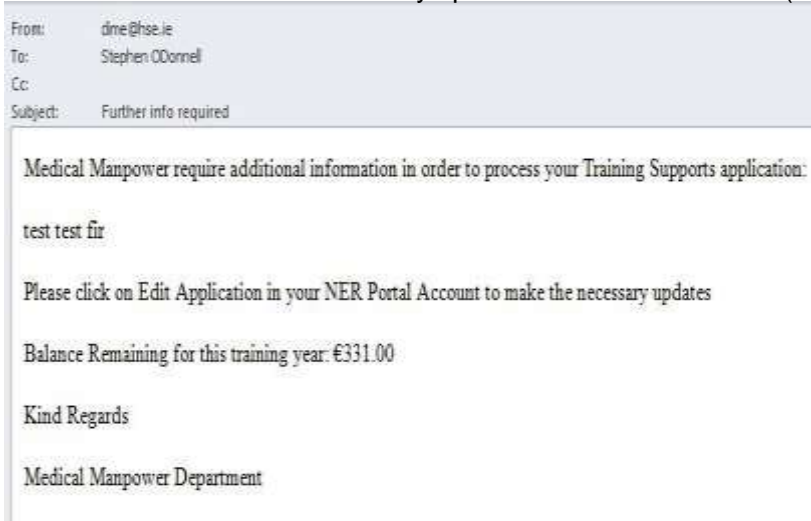 From: dme@hse.ie
To: Stephen ODonnell
Cc:
Subject: Further info required
Medical Manpower require additional information in order to process your Training Supports application:
test test fir
Please click on Edit Application in your NER Portal Account to make the necessary updates
Balance Remaining for this training year: €331.00
Kind Regards
Medical Manpower Department